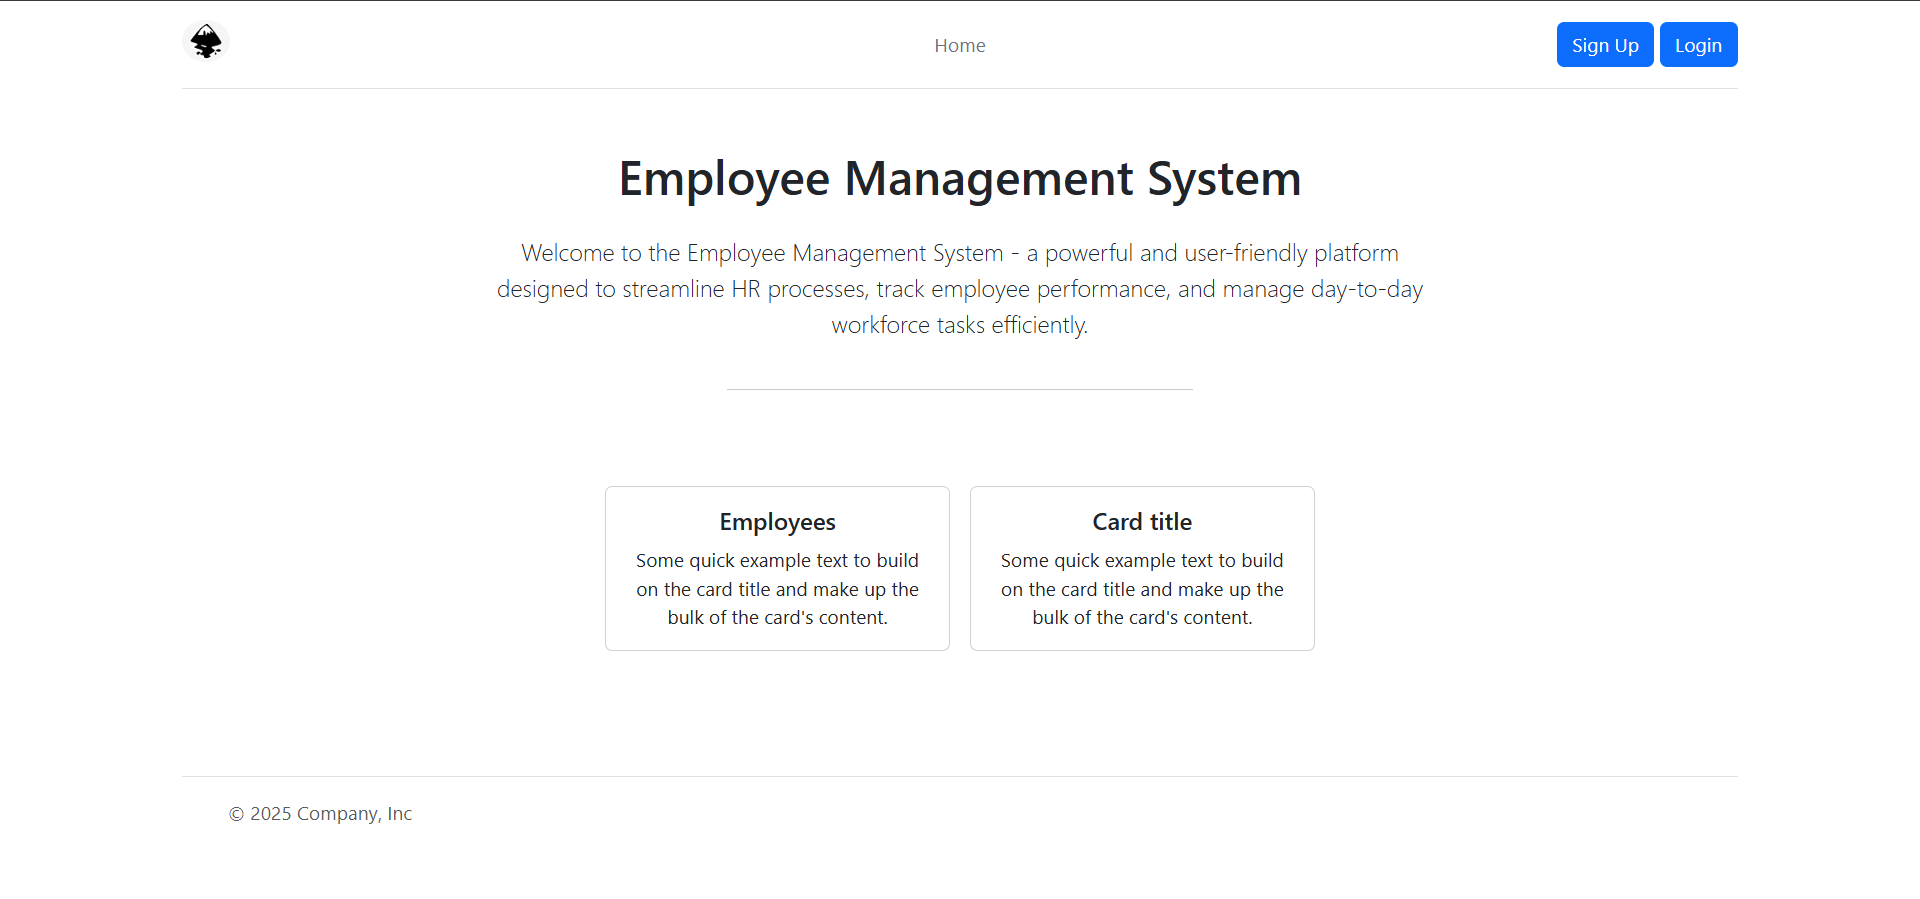 Home
Sign Up
Login
Employee Management System
Welcome to the Employee Management System - a powerful and user-friendly platform
designed to streamline HR processes, track employee performance, and manage day-to-day
workforce tasks efficiently.
Employees
Some quick example text to build
on the card title and make up the
bulk of the card's content.
Card title
Some quick example text to build
on the card title and make up the
bulk of the card's content.
© 2025 Company, Inc